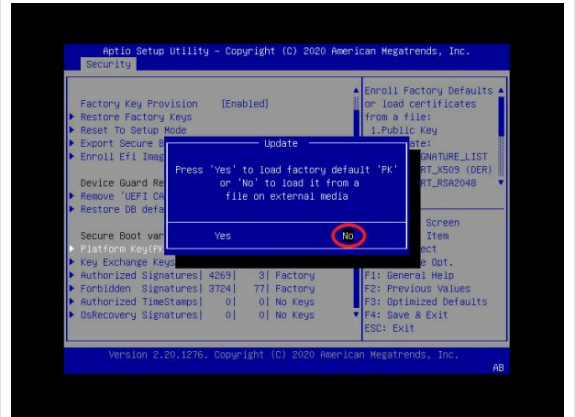 Aptio Setup Utility – Copyright (C) 2020 American Megatrends, Inc.
Security
Factory Key Provision [Enabled]
Restore Factory Keys
Reset To Setup Mode
Export Secure B
Enroll Efi Imag
Device Guard Re
Remove 'UEFI CA
Restore DB defa
Secure Boot var
Platform Key(PK
Key Exchange Keys
Authorized Signatures| 4269| 3| Factory
Forbidden Signatures| 3724| 77| Factory
Authorized TimeStamps| 0| 0| No Keys
OsRecovery Signatures| 0| 0| No Keys
Update
Press 'Yes' to load factory default 'PK'
or 'No' to load it from a
file on external media
Yes No
Enroll Factory Defaults
or load certificates
from a file:
1.Public Key
ate:
GNATURE_LIST
RT_X509 (DER)
RT_RSA2048
Screen
Item
ect
e Opt.
F1: General Help
F2: Previous Values
F3: Optimized Defaults
F4: Save & Exit
ESC: Exit
Version 2.20.1276. Copyright (C) 2020 American Megatrends, Inc.
AB